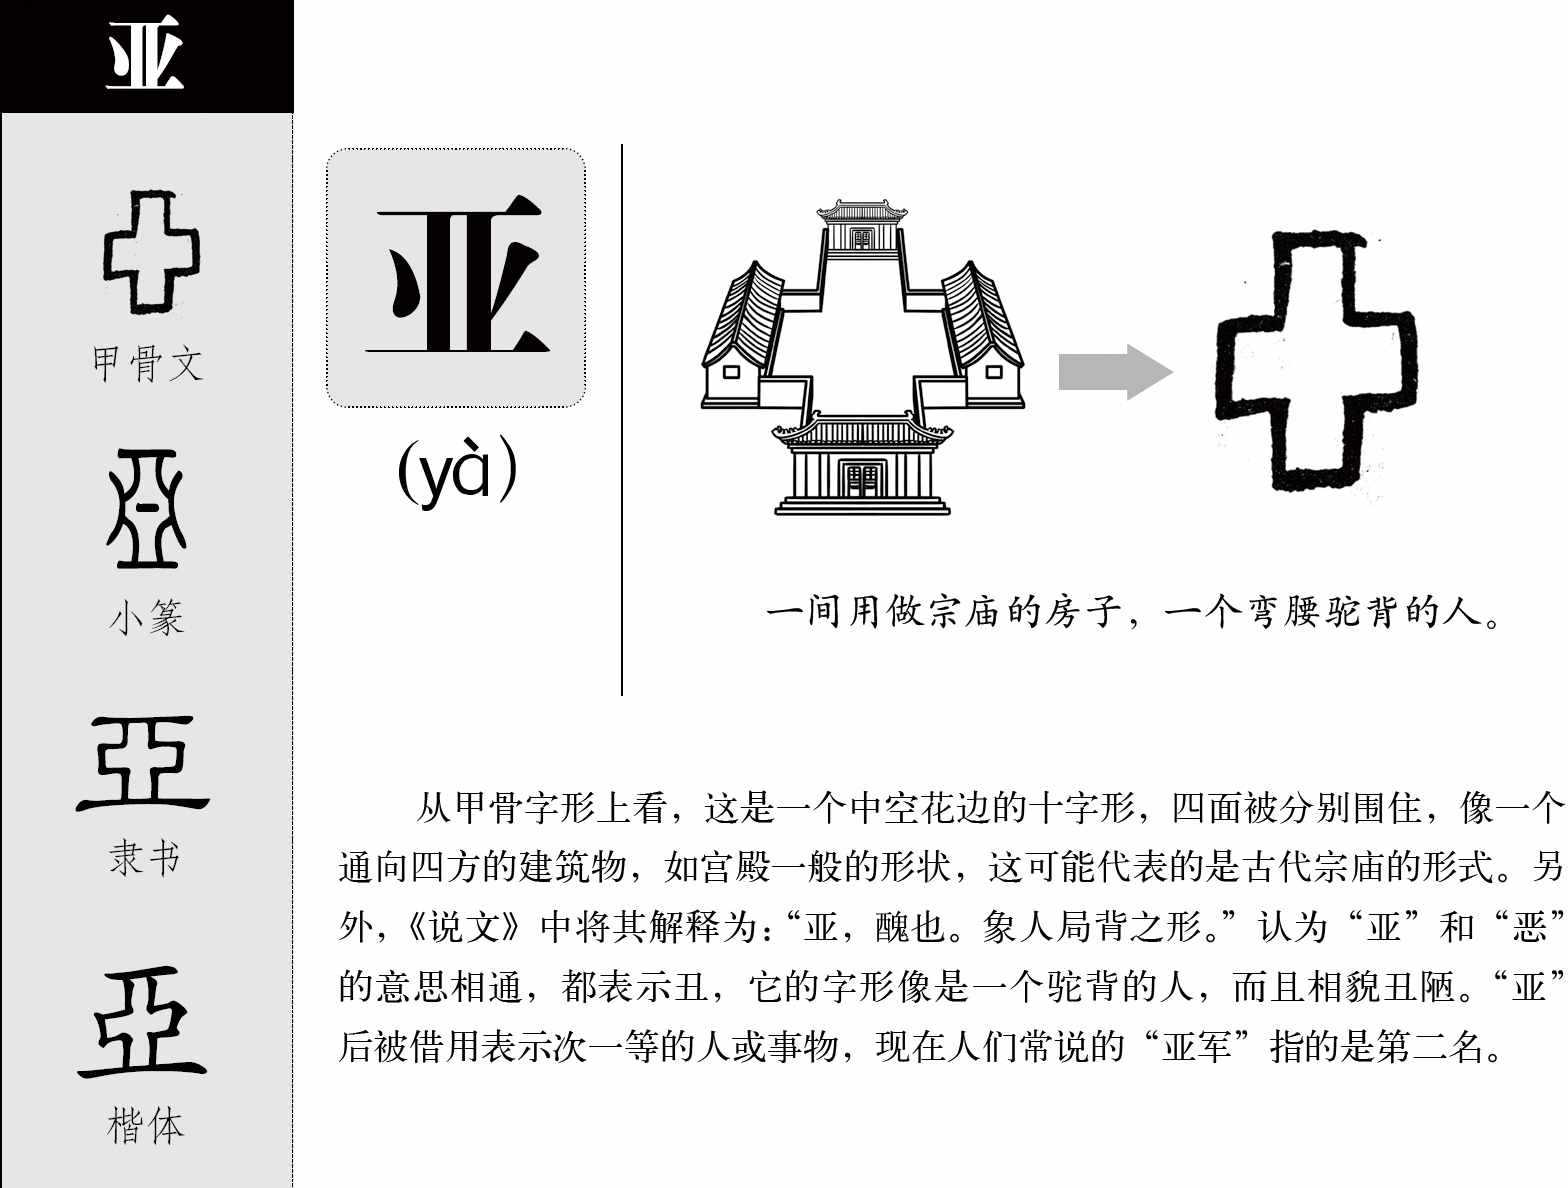 亚
甲骨文
小篆
隶书
楷体
亚
(yà)
一间用做宗庙的房子，一个弯腰驼背的人。
从甲骨字形上看，这是一个中空花边的十字形，四面被分别围住，像一个
通向四方的建筑物，如宫殿一般的形状，这可能代表的是古代宗庙的形式。另
外，《说文》中将其解释为：“亚，醜也。象人局背之形。”认为“亚”和“恶”
的意思相通，都表示丑，它的字形像是一个驼背的人，而且相貌丑陋。“亚”
后被借用表示次一等的人或事物，现在人们常说的“亚军”指的是第二名。